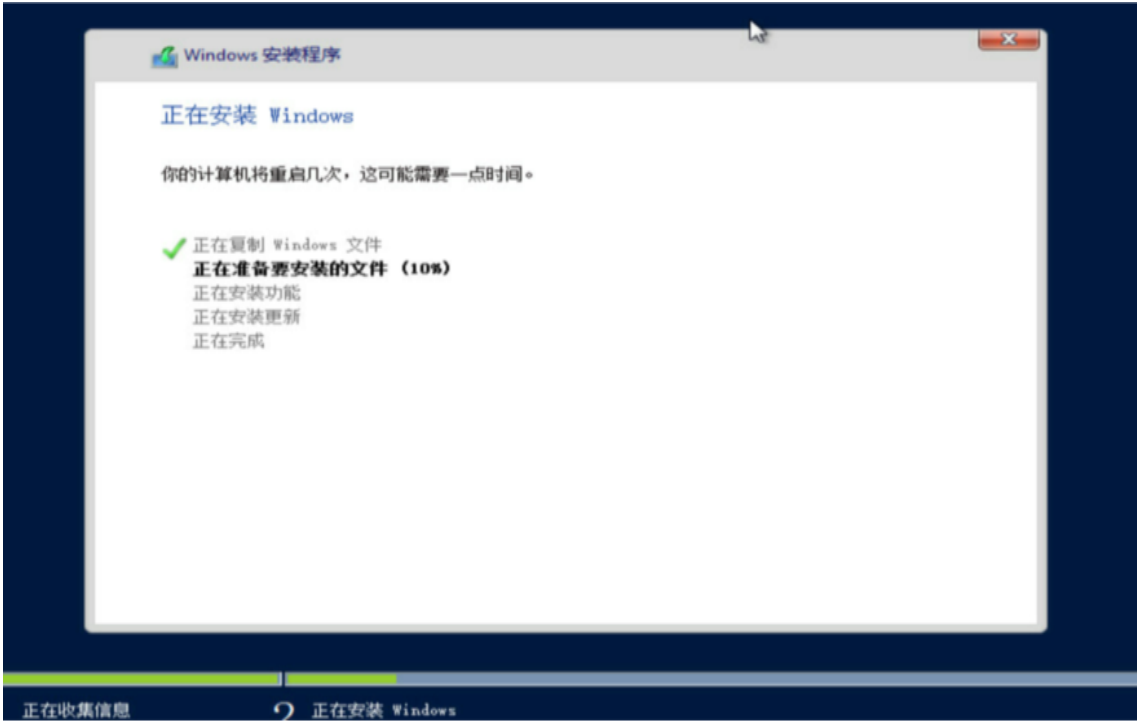 Windows 安装程序
正在安装 Windows
你的计算机将重启几次，这可能需要一点时间。
正在复制 Windows 文件
正在准备要安装的文件 (10%)
正在安装功能
正在安装更新
正在完成
正在收集信息
2 正在安装 Windows